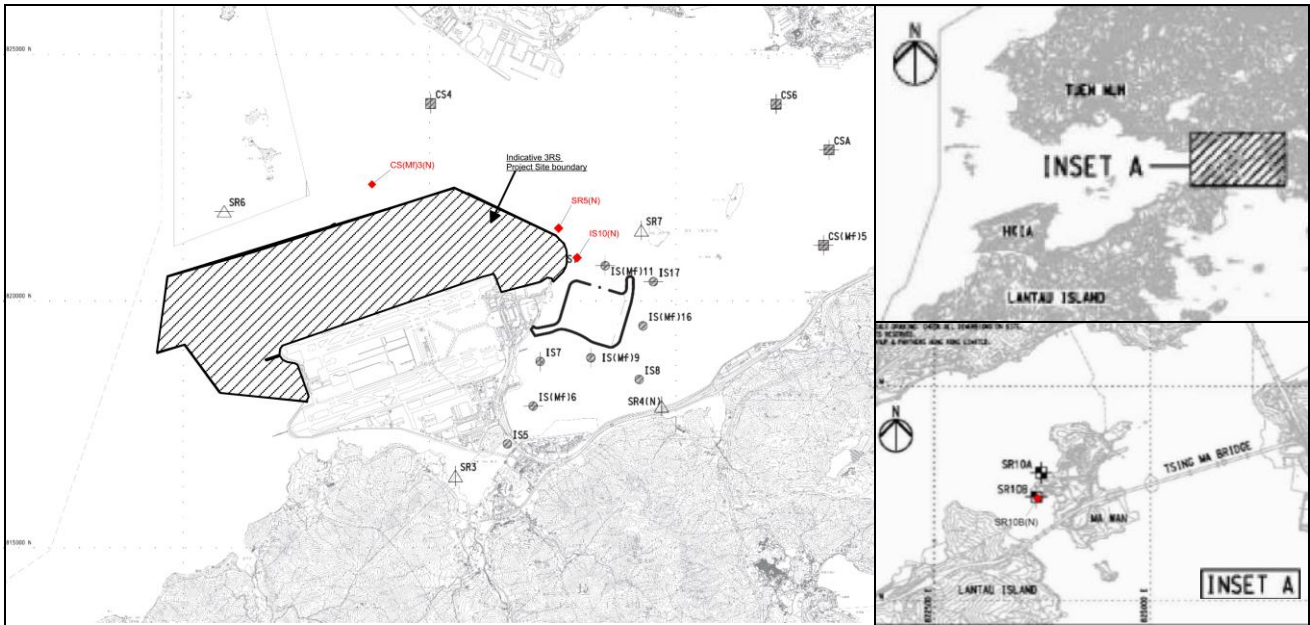 825000 N
CS4
CS6
CSA
CS(Mf)3(N)
Indicative 3RS
Project Site boundary
SR6
SR5(N)
SR7
IS10(N)
CS(Mf)5
IS(Mf)11
IS17
820000 N
IS(Mf)16
IS7
IS(Mf)9
IS8
IS(Mf)6
SR4(N)
IS5
SR3
815000 N
N
TUEN MUN
INSET A
HKIA
LANTAU ISLAND
N
SR10A
SR10B
SR10B(N)
TSING MA BRIDGE
MA WAN
LANTAU ISLAND
822500 E
825000 E
INSET A